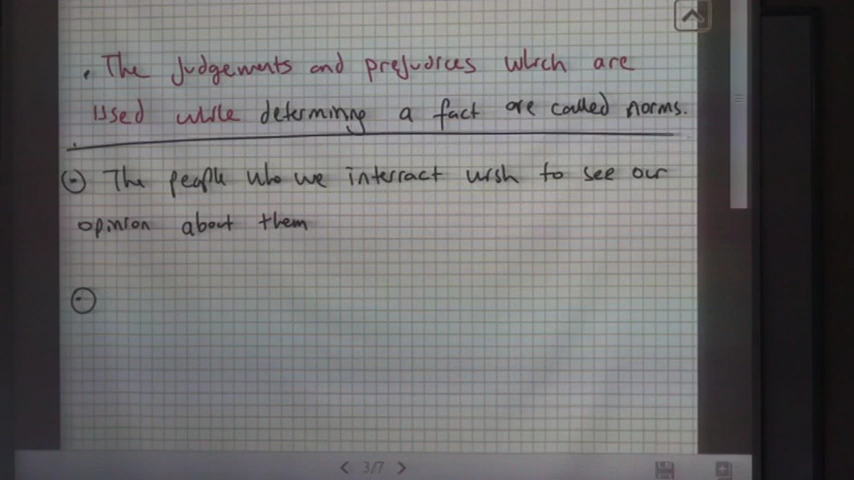 . The judgements and prejudices which are
used while determining a fact are called norms.
The people who we interract wish to see our
opinion about them
3/7